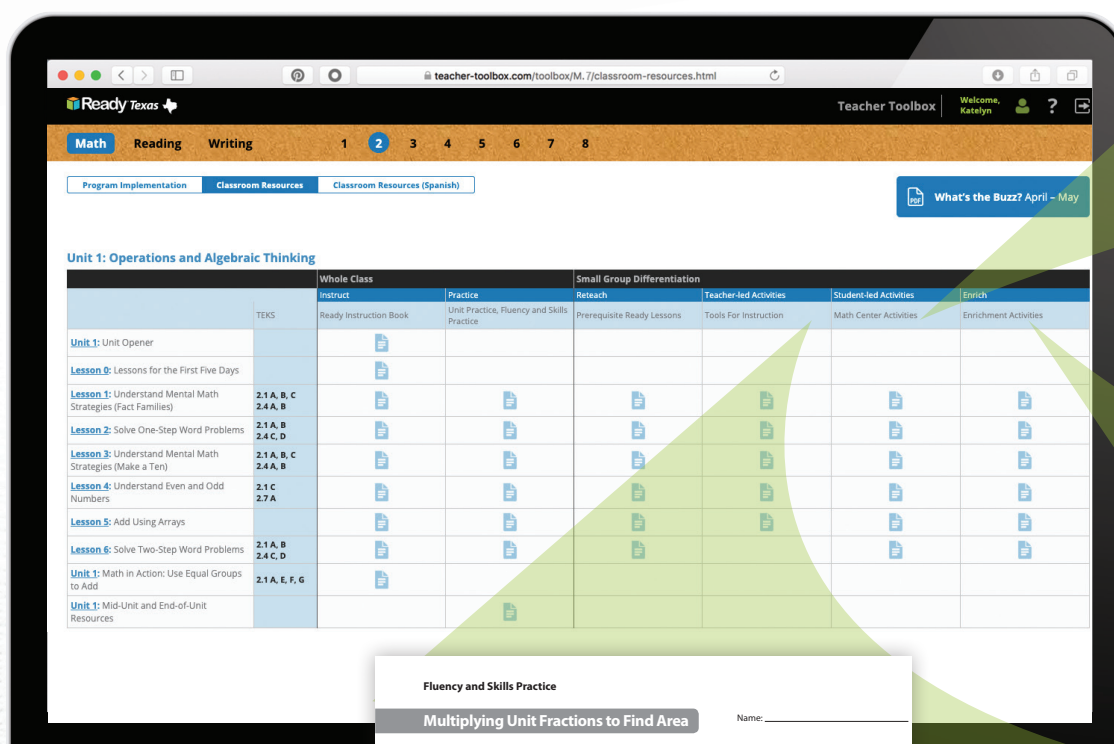 teacher-toolbox.com/toolbox/M.7/classroom-resources.html
Ready Texas
Teacher Toolbox
Welcome,
Katelyn
?
Math Reading Writing 1 2 3 4 5 6 7 8
Program Implementation Classroom Resources Classroom Resources (Spanish)
PDF What's the Buzz? April – May
Unit 1: Operations and Algebraic Thinking
Whole Class Small Group Differentiation
Instruct Practice Reteach Teacher-led Activities Student-led Activities Enrich
TEKS Ready Instruction Book Unit Practice, Fluency and Skills
Practice Prerequisite Ready Lessons Tools For Instruction Math Center Activities Enrichment Activities
Unit 1: Unit Opener
Lesson 0: Lessons for the First Five Days
Lesson 1: Understand Mental Math
Strategies (Fact Families)
2.1 A, B, C
2.4 A, B
Lesson 2: Solve One-Step Word Problems
2.1 A, B
2.4 C, D
Lesson 3: Understand Mental Math
Strategies (Make a Ten)
2.1 A, B, C
2.4 A, B
Lesson 4: Understand Even and Odd
Numbers
2.1 C
2.7 A
Lesson 5: Add Using Arrays
Lesson 6: Solve Two-Step Word Problems
2.1 A, B
2.4 C, D
Unit 1: Math in Action: Use Equal Groups
to Add
2.1 A, E, F, G
Unit 1: Mid-Unit and End-of-Unit
Resources
Fluency and Skills Practice
Multiplying Unit Fractions to Find Area
Name: